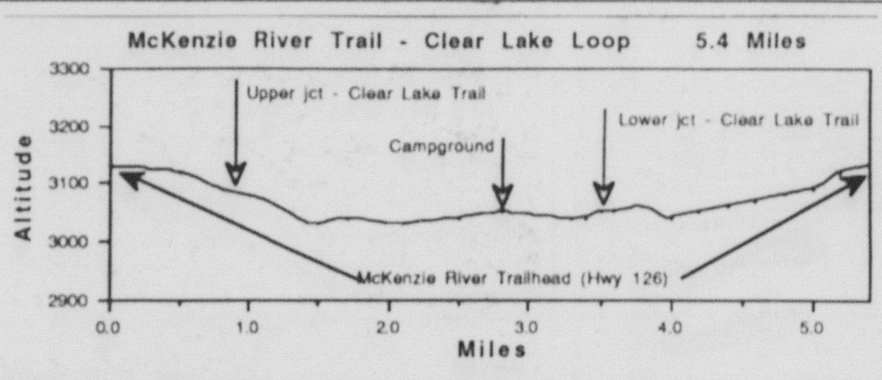 McKenzie River Trail - Clear Lake Loop 5.4 Miles
3300
Upper jct - Clear Lake Trail
3200
Lower jct - Clear Lake Trail
Campground
Altitude
3100
3000
McKenzie River Trailhead (Hwy 126)
2900
0.0 1.0 2.0 3.0 4.0 5.0
Miles